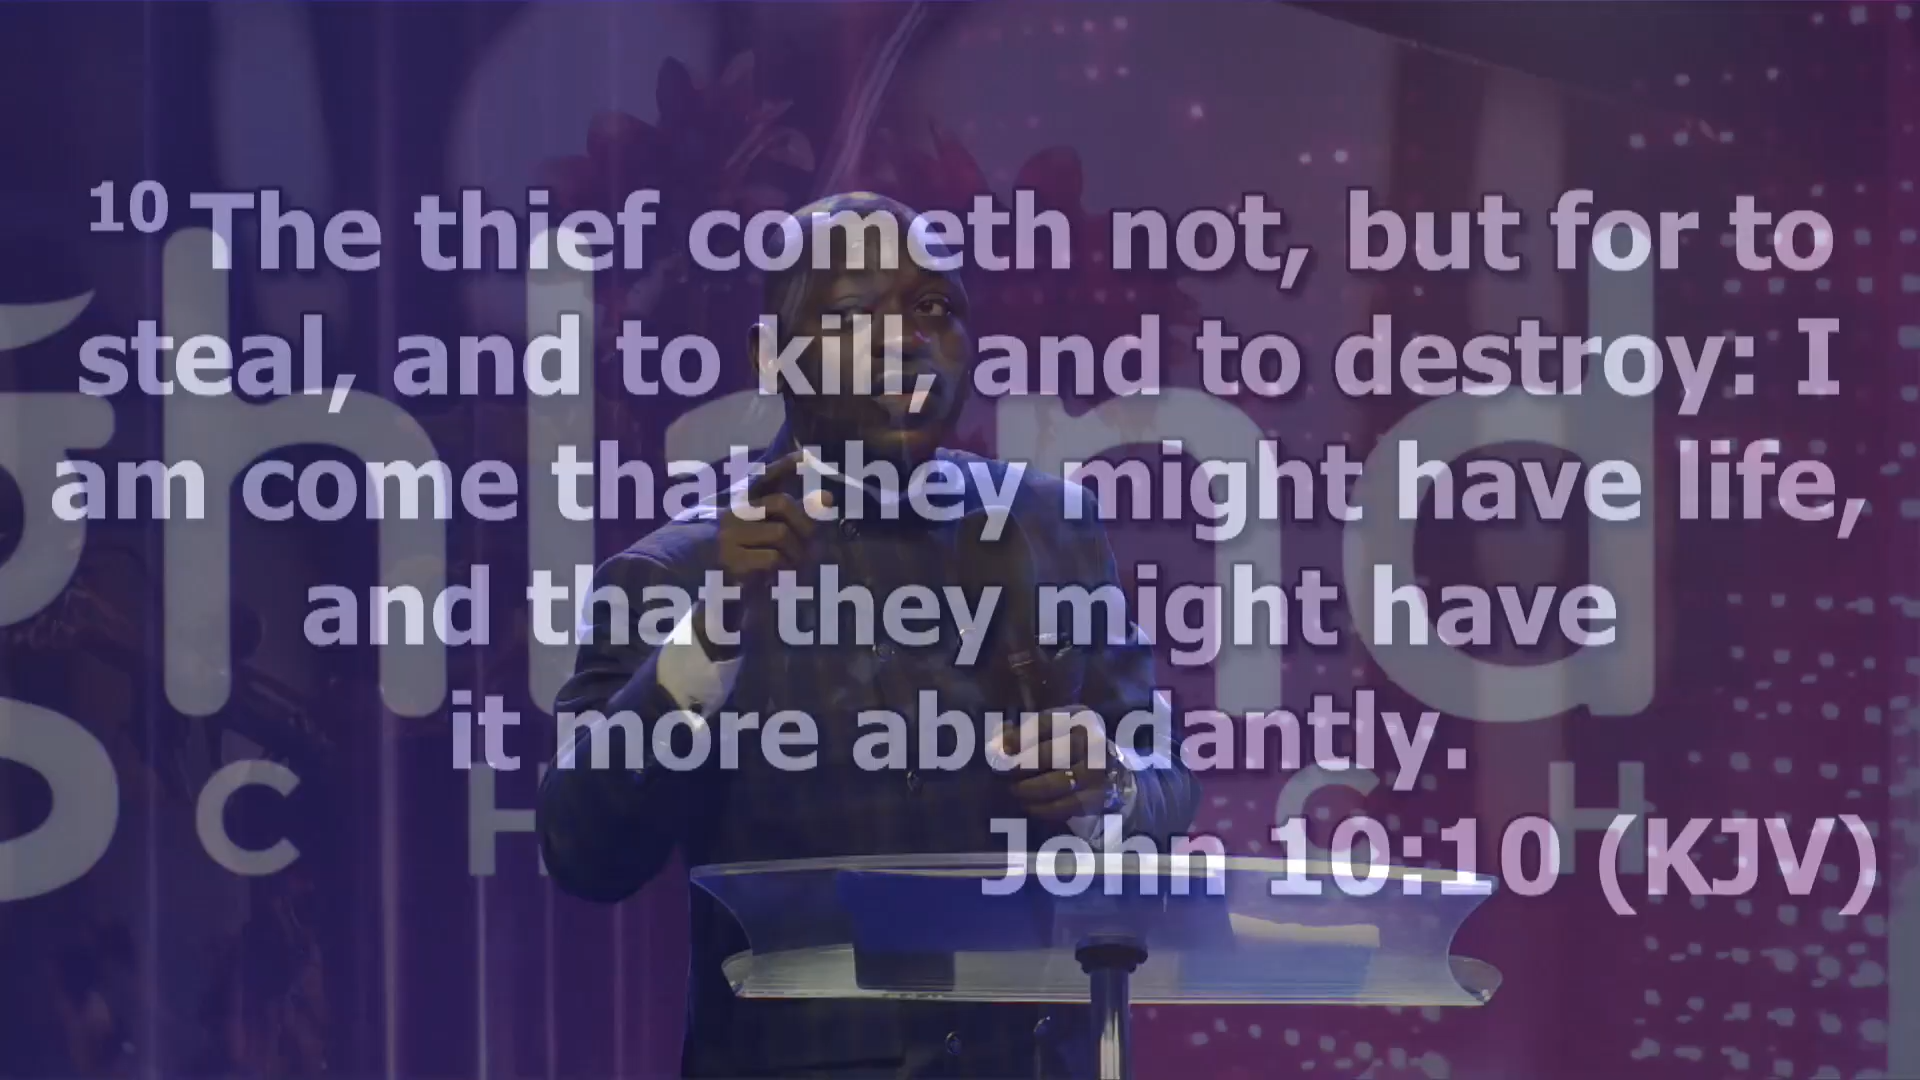 10 The thief cometh not, but for to
steal, and to kill, and to destroy: I
am come that they might have life,
and that they might have
it more abundantly.
John 10:10 (KJV)